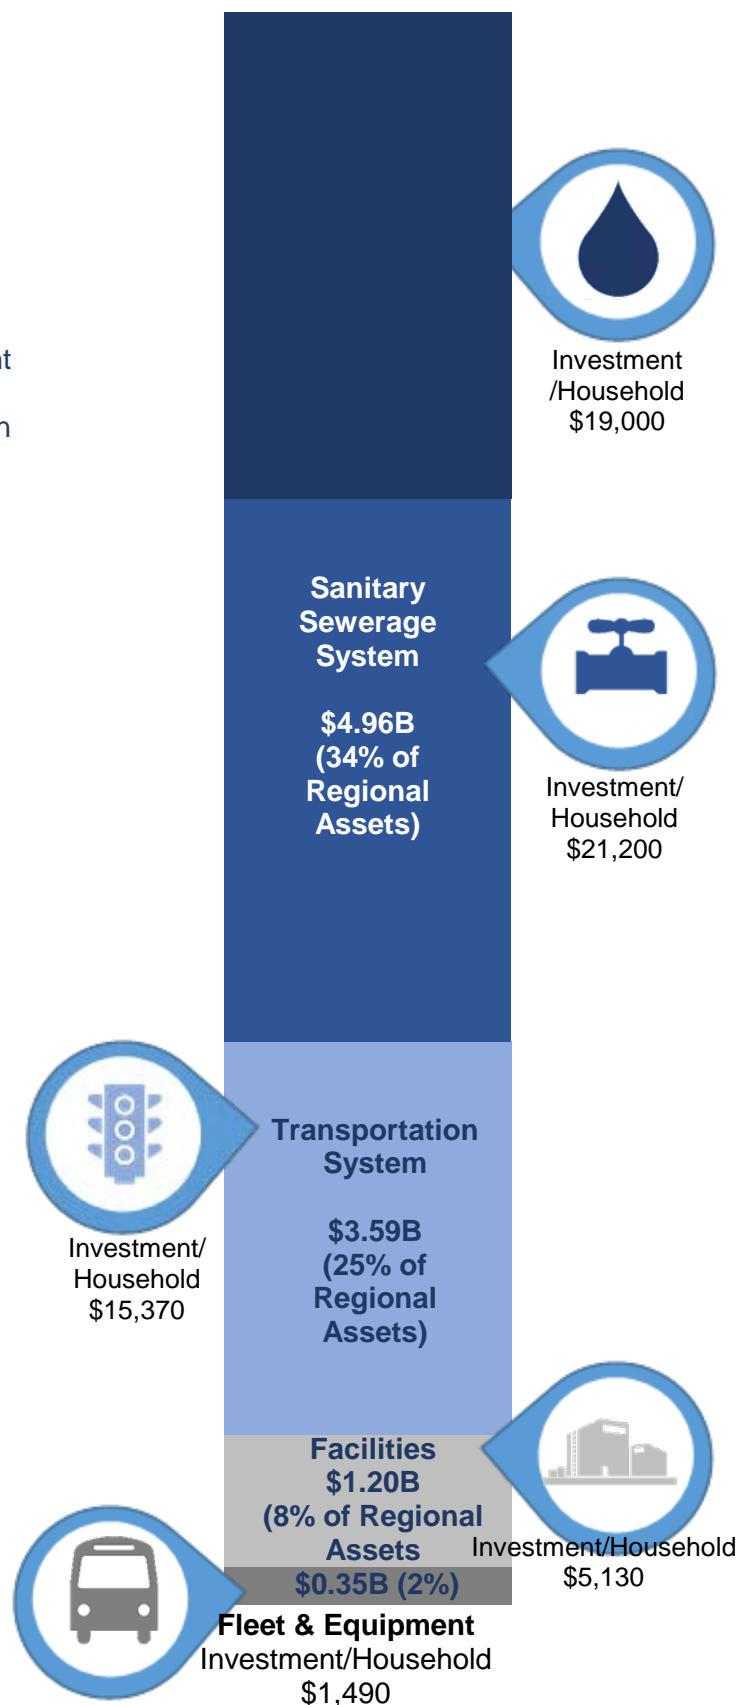 Investment
/Household
$19,000
Sanitary
Sewerage
System
$4.96B
(34% of
Regional
Assets)
Investment/
Household
$21,200
Transportation
System
$3.59B
(25% of
Regional
Assets)
Investment/
Household
$15,370
Facilities
$1.20B
(8% of Regional
Assets
Investment/Household
$5,130
$0.35B (2%)
Fleet & Equipment
Investment/Household
$1,490